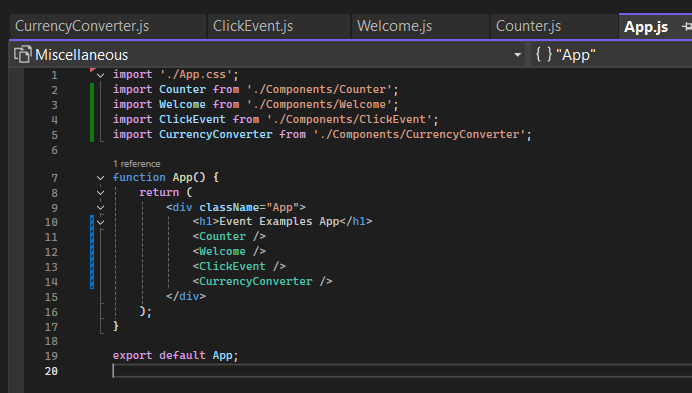 CurrencyConverter.js ClickEvent.js Welcome.js Counter.js App.js
Miscellaneous { } "App"
1 import './App.css';
2 import Counter from './Components/Counter';
3 import Welcome from './Components/Welcome';
4 import ClickEvent from './Components/ClickEvent';
5 import CurrencyConverter from './Components/CurrencyConverter';
6
1 reference
7 function App() {
8 return (
9 <div className="App">
10 <h1>Event Examples App</h1>
11 <Counter />
12 <Welcome />
13 <ClickEvent />
14 <CurrencyConverter />
15 </div>
16 );
17 }
18
19 export default App;
20